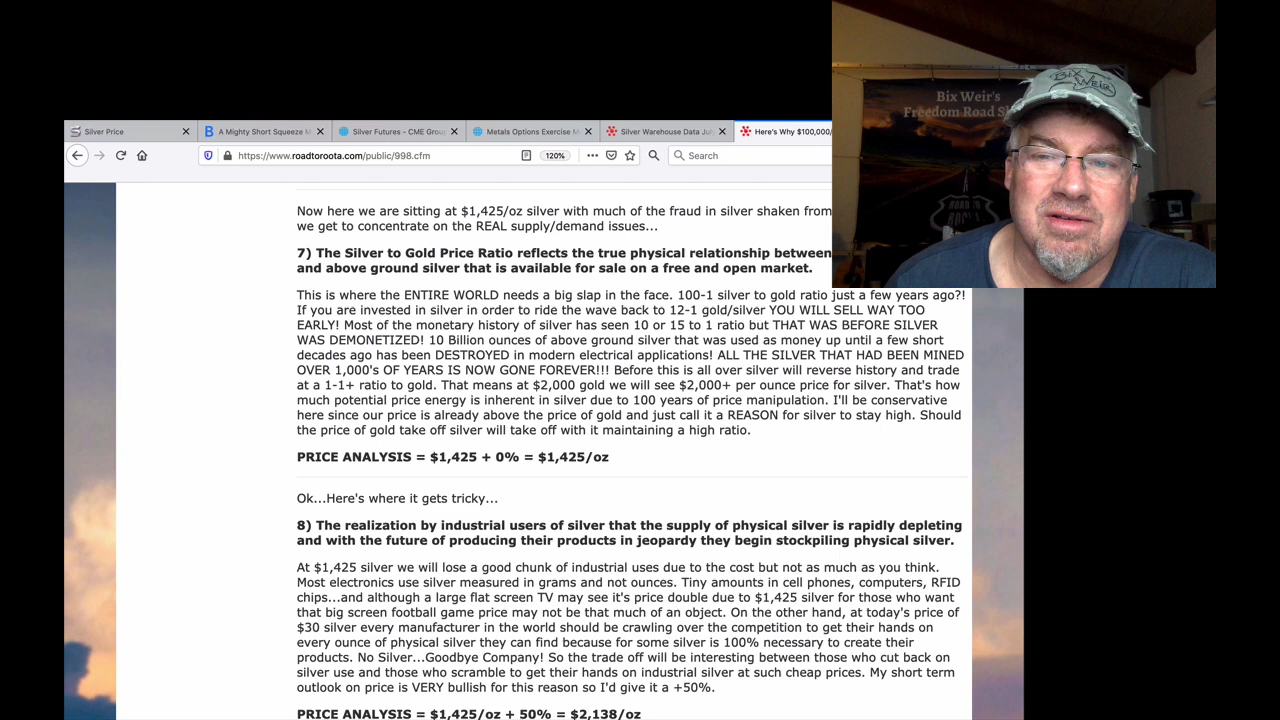 Silver Price
A Mighty Short Squeeze M
Silver Futures - CME Grou
Metals Options Exercise M
Silver Warehouse Data Jul
Here's Why $100,000/
https://www.roadtoroota.com/public/998.cfm
120%
Search
BIX WEIR
Bix Weir's
Freedom Road S
ROAD TO
Now here we are sitting at $1,425/oz silver with much of the fraud in silver shaken from
we get to concentrate on the REAL supply/demand issues...
7) The Silver to Gold Price Ratio reflects the true physical relationship between
and above ground silver that is available for sale on a free and open market.
This is where the ENTIRE WORLD needs a big slap in the face. 100-1 silver to gold ratio just a few years ago?!
If you are invested in silver in order to ride the wave back to 12-1 gold/silver YOU WILL SELL WAY TOO
EARLY! Most of the monetary history of silver has seen 10 or 15 to 1 ratio but THAT WAS BEFORE SILVER
WAS DEMONETIZED! 10 Billion ounces of above ground silver that was used as money up until a few short
decades ago has been DESTROYED in modern electrical applications! ALL THE SILVER THAT HAD BEEN MINED
OVER 1,000's OF YEARS IS NOW GONE FOREVER!!! Before this is all over silver will reverse history and trade
at a 1-1+ ratio to gold. That means at $2,000 gold we will see $2,000+ per ounce price for silver. That's how
much potential price energy is inherent in silver due to 100 years of price manipulation. I'll be conservative
here since our price is already above the price of gold and just call it a REASON for silver to stay high. Should
the price of gold take off silver will take off with it maintaining a high ratio.
PRICE ANALYSIS = $1,425 + 0% = $1,425/oz
Ok...Here's where it gets tricky...
8) The realization by industrial users of silver that the supply of physical silver is rapidly depleting
and with the future of producing their products in jeopardy they begin stockpiling physical silver.
At $1,425 silver we will lose a good chunk of industrial uses due to the cost but not as much as you think.
Most electronics use silver measured in grams and not ounces. Tiny amounts in cell phones, computers, RFID
chips...and although a large flat screen TV may see it's price double due to $1,425 silver for those who want
that big screen football game price may not be that much of an object. On the other hand, at today's price of
$30 silver every manufacturer in the world should be crawling over the competition to get their hands on
every ounce of physical silver they can find because for some silver is 100% necessary to create their
products. No Silver...Goodbye Company! So the trade off will be interesting between those who cut back on
silver use and those who scramble to get their hands on industrial silver at such cheap prices. My short term
outlook on price is VERY bullish for this reason so I'd give it a +50%.
PRICE ANALYSIS = $1,425/oz + 50% = $2,138/oz